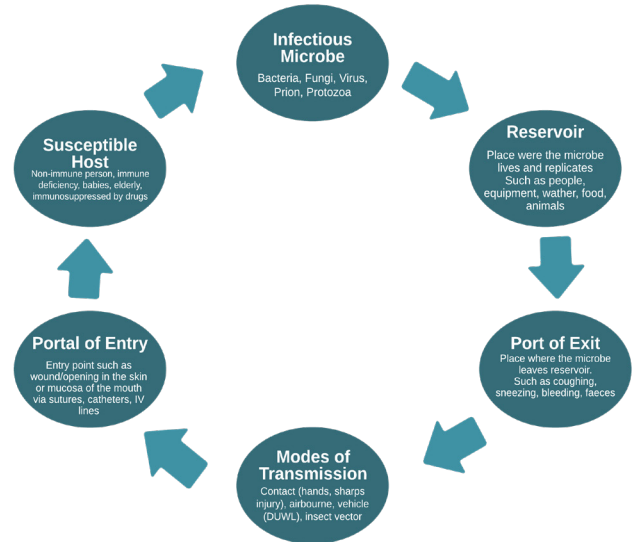 Infectious
Microbe
Bacteria, Fungi, Virus,
Prion, Protozoa
Reservoir
Place were the microbe
lives and replicates
Such as people,
equipment, wather, food,
animals
Port of Exit
Place where the microbe
leaves reservoir.
Such as coughing,
sneezing, bleeding, faeces
Modes of
Transmission
Contact (hands, sharps
injury), airbourne, vehicle
(DUWL), insect vector
Portal of Entry
Entry point such as
wound/opening in the skin
or mucosa of the mouth
via sutures, catheters, IV
lines
Susceptible
Host
Non-immune person, immune
deficiency, babies, elderly,
immunosuppressed by drugs